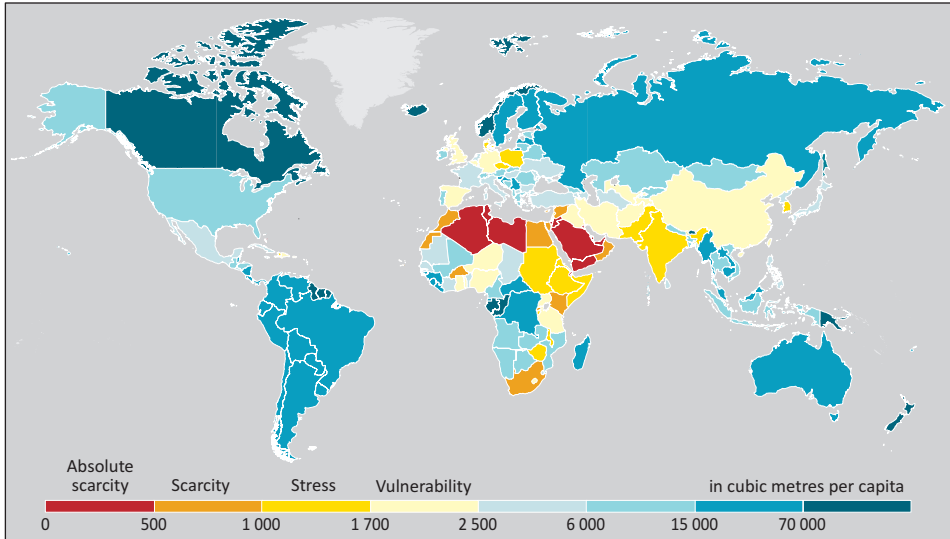 Absolute
scarcity
Scarcity
Stress
Vulnerability
in cubic metres per capita
0
500
1 000
1 700
2 500
6 000
15 000
70 000